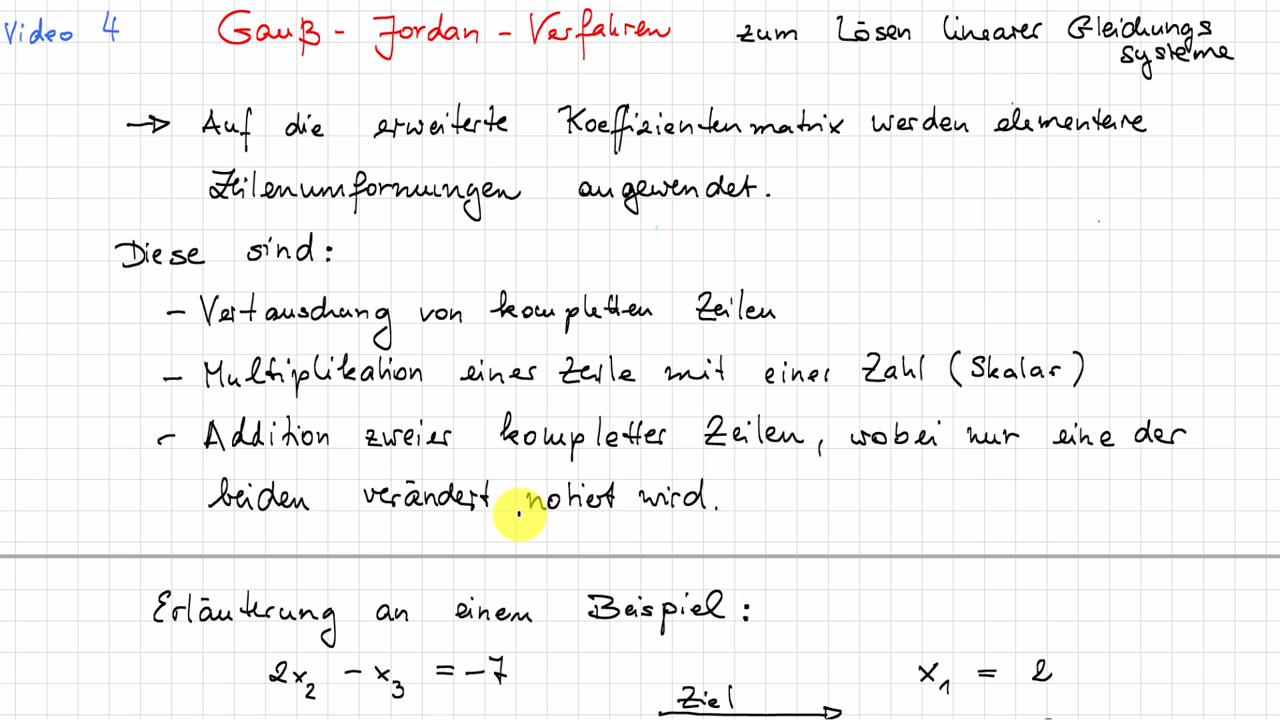 Video 4 Gauß-Jordan-Verfahren zum Lösen linearer Gleichungs
systeme
→ Auf die erweiterte Koeffizientenmatrix werden elementare
Zeilenumformungen angewendet.
Diese sind:
- Vertauschung von kompletten Zeilen
- Multiplikation einer Zeile mit einer Zahl (Skalar)
- Addition zweier kompletter Zeilen, wobei nur eine der
beiden verändert notiert wird.
Erläuterung an einem Beispiel:
2x₂ - x₃ = -7 x₁ = 2
Ziel